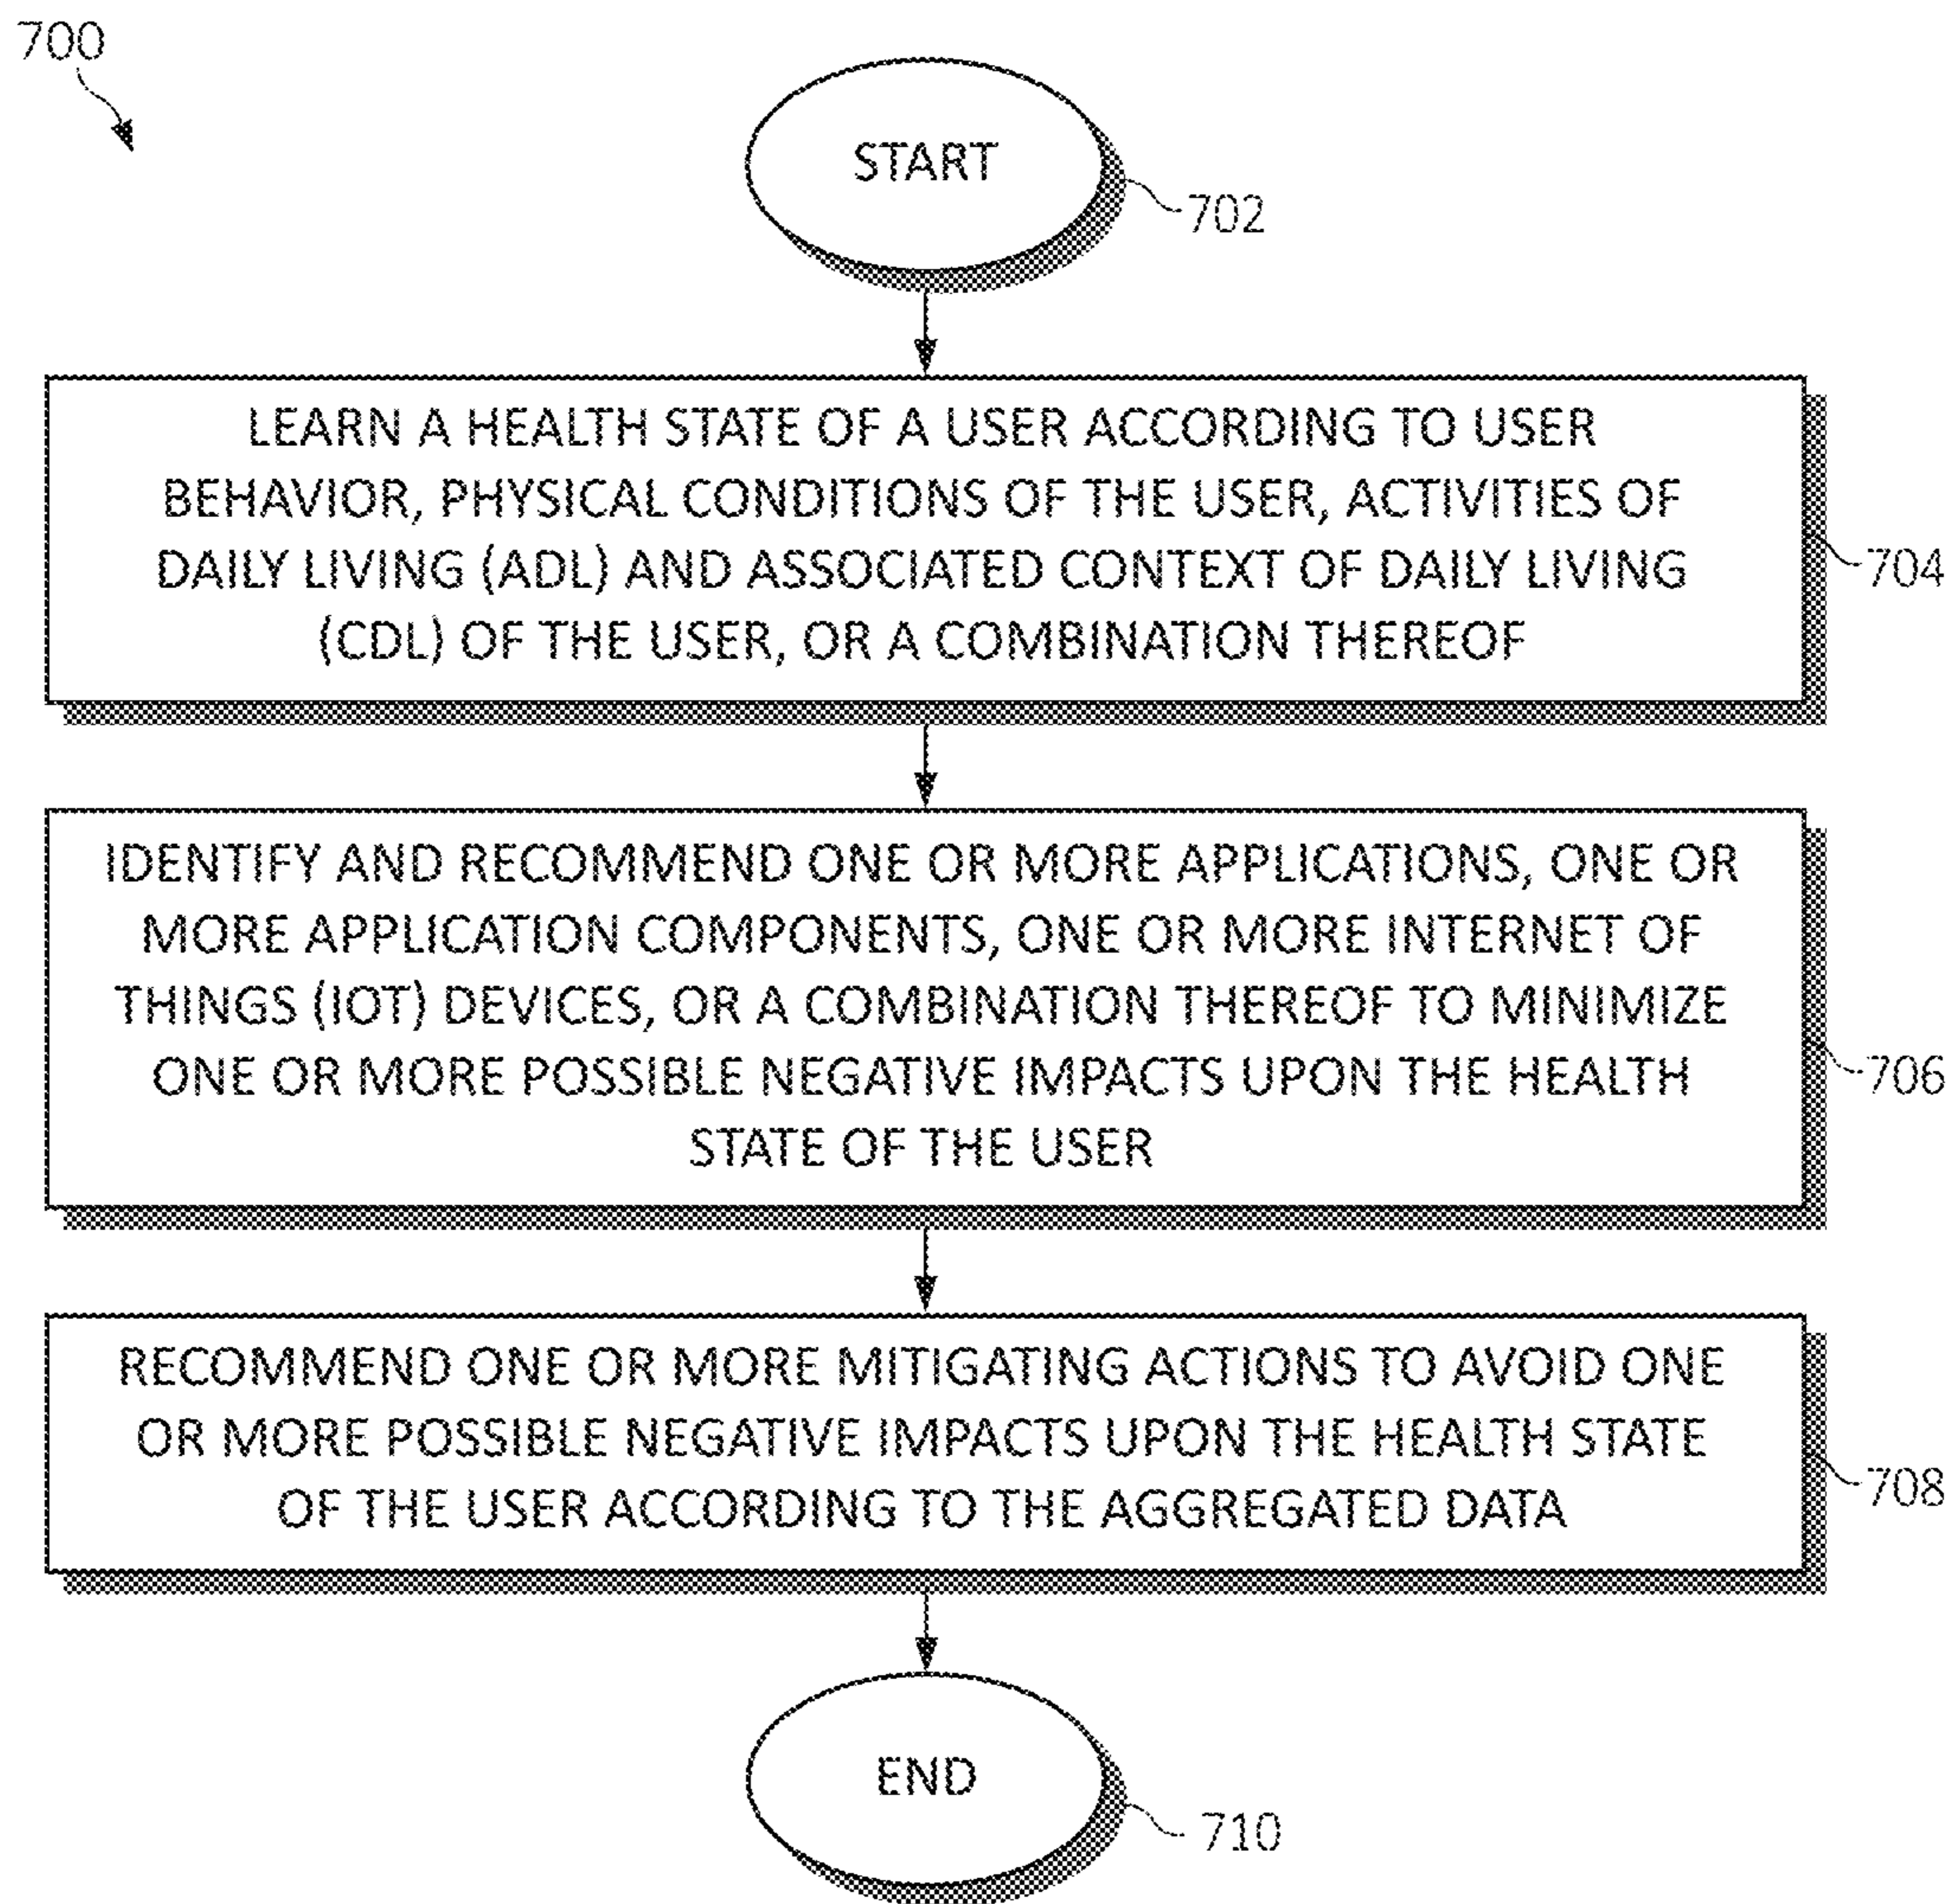 700
START
702
LEARN A HEALTH STATE OF A USER ACCORDING TO USER
BEHAVIOR, PHYSICAL CONDITIONS OF THE USER, ACTIVITIES OF
DAILY LIVING (ADL) AND ASSOCIATED CONTEXT OF DAILY LIVING
(CDL) OF THE USER, OR A COMBINATION THEREOF
704
IDENTIFY AND RECOMMEND ONE OR MORE APPLICATIONS, ONE OR
MORE APPLICATION COMPONENTS, ONE OR MORE INTERNET OF
THINGS (IOT) DEVICES, OR A COMBINATION THEREOF TO MINIMIZE
ONE OR MORE POSSIBLE NEGATIVE IMPACTS UPON THE HEALTH
STATE OF THE USER
706
RECOMMEND ONE OR MORE MITIGATING ACTIONS TO AVOID ONE
OR MORE POSSIBLE NEGATIVE IMPACTS UPON THE HEALTH STATE
OF THE USER ACCORDING TO THE AGGREGATED DATA
708
END
710